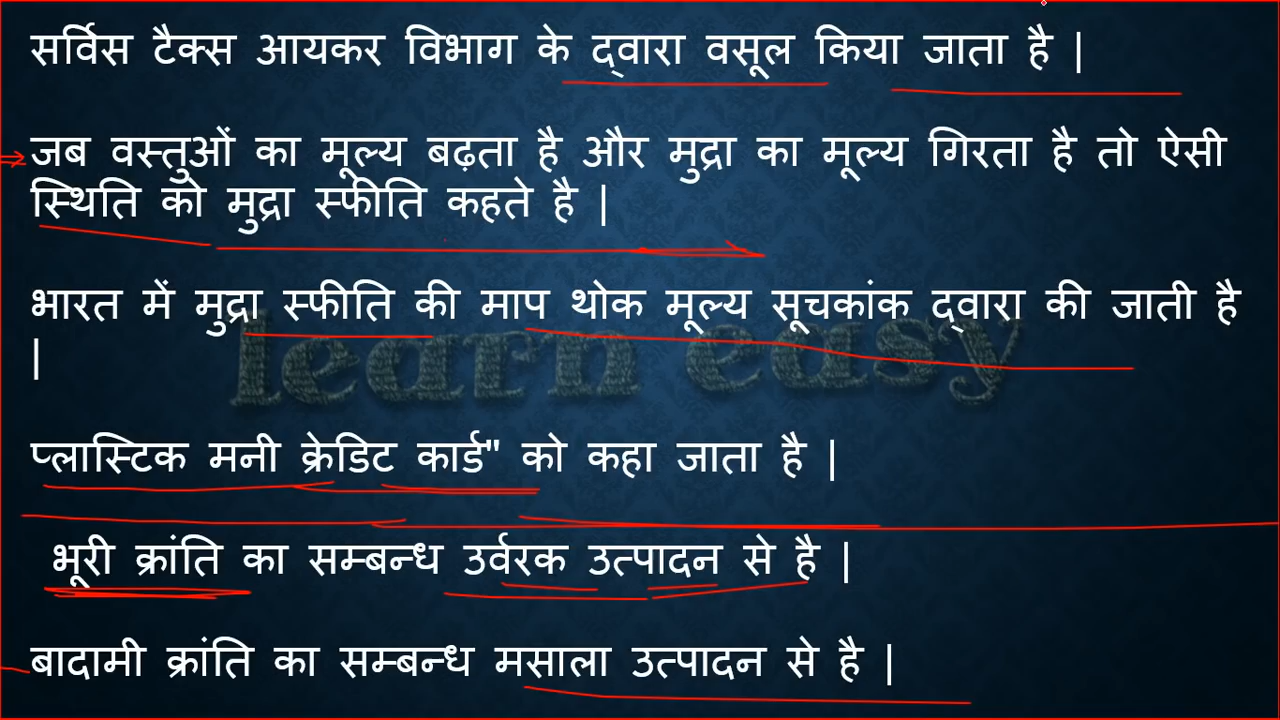 सर्विस टैक्स आयकर विभाग के द्वारा वसूल किया जाता है |
जब वस्तुओं का मूल्य बढ़ता है और मुद्रा का मूल्य गिरता है तो ऐसी
स्थिति को मुद्रा स्फीति कहते है |
भारत में मुद्रा स्फीति की माप थोक मूल्य सूचकांक द्वारा की जाती है
|
learn easy
प्लास्टिक मनी क्रेडिट कार्ड" को कहा जाता है |
भूरी क्रांति का सम्बन्ध उर्वरक उत्पादन से है |
बादामी क्रांति का सम्बन्ध मसाला उत्पादन से है |